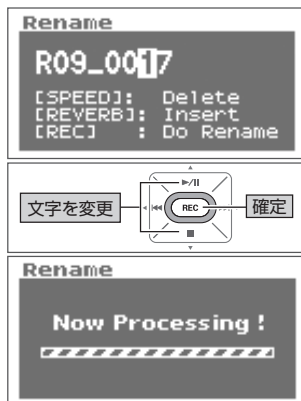 Rename
R09_0017
[SPEED]: Delete
[REVERB]: Insert
[REC] : Do Rename
文字を変更
REC
確定
Rename
Now Processing !